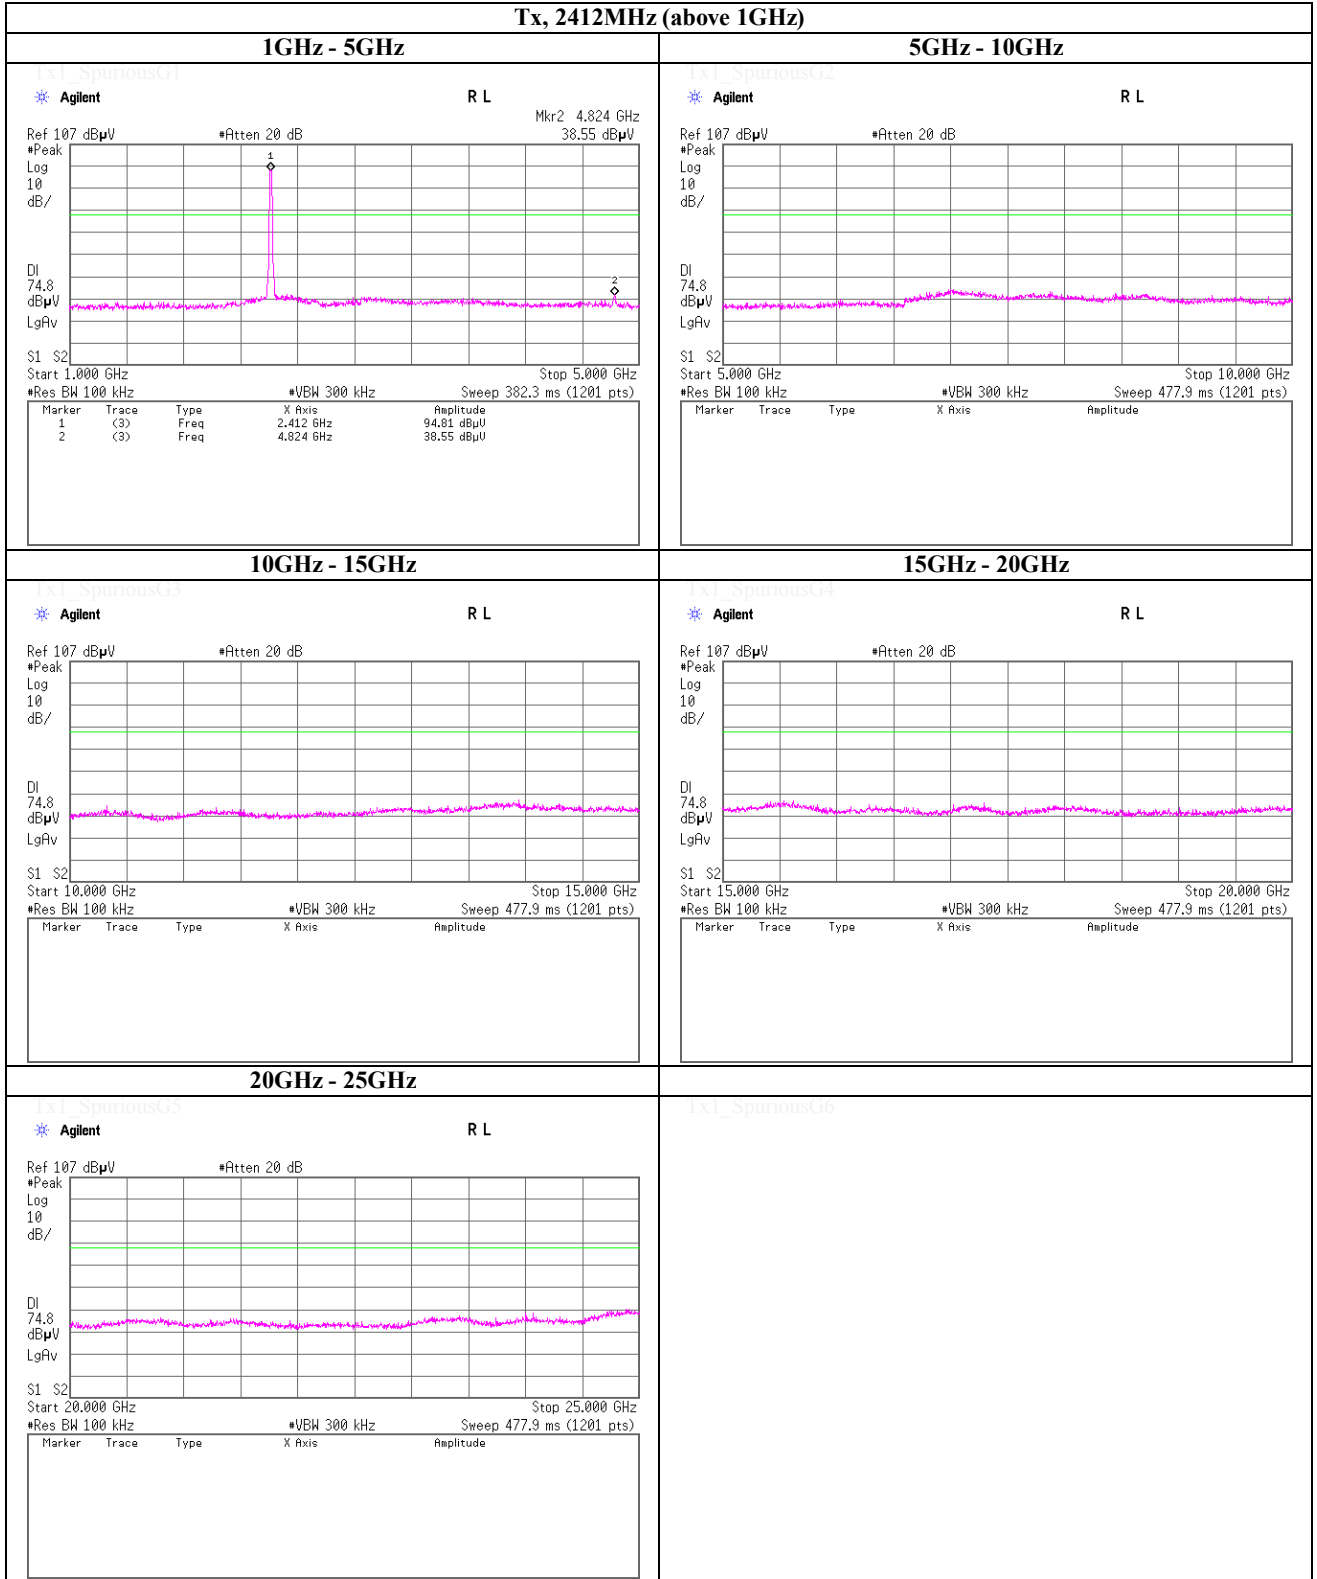 Tx, 2412MHz (above 1GHz)
1GHz - 5GHz
Tx1_SpuriousG1
Agilent
R L
Mkr2 4.824 GHz
Ref 107 dBµV #Atten 20 dB 38.55 dBµV
#Peak
Log
10
dB/
1
2
DI
74.8
dBµV
LgAv
S1 S2
Start 1.000 GHz Stop 5.000 GHz
#Res BW 100 kHz #VBW 300 kHz Sweep 382.3 ms (1201 pts)
Marker Trace Type X Axis Amplitude
1 (3) Freq 2.412 GHz 94.81 dBµV
2 (3) Freq 4.824 GHz 38.55 dBµV
5GHz - 10GHz
Tx1_SpuriousG2
Agilent
R L
Ref 107 dBµV #Atten 20 dB
#Peak
Log
10
dB/
DI
74.8
dBµV
LgAv
S1 S2
Start 5.000 GHz Stop 10.000 GHz
#Res BW 100 kHz #VBW 300 kHz Sweep 477.9 ms (1201 pts)
Marker Trace Type X Axis Amplitude
10GHz - 15GHz
Tx1_SpuriousG3
Agilent
R L
Ref 107 dBµV #Atten 20 dB
#Peak
Log
10
dB/
DI
74.8
dBµV
LgAv
S1 S2
Start 10.000 GHz Stop 15.000 GHz
#Res BW 100 kHz #VBW 300 kHz Sweep 477.9 ms (1201 pts)
Marker Trace Type X Axis Amplitude
15GHz - 20GHz
Tx1_SpuriousG4
Agilent
R L
Ref 107 dBµV #Atten 20 dB
#Peak
Log
10
dB/
DI
74.8
dBµV
LgAv
S1 S2
Start 15.000 GHz Stop 20.000 GHz
#Res BW 100 kHz #VBW 300 kHz Sweep 477.9 ms (1201 pts)
Marker Trace Type X Axis Amplitude
20GHz - 25GHz
Tx1_SpuriousG5
Agilent
R L
Ref 107 dBµV #Atten 20 dB
#Peak
Log
10
dB/
DI
74.8
dBµV
LgAv
S1 S2
Start 20.000 GHz Stop 25.000 GHz
#Res BW 100 kHz #VBW 300 kHz Sweep 477.9 ms (1201 pts)
Marker Trace Type X Axis Amplitude
Tx1_SpuriousG6